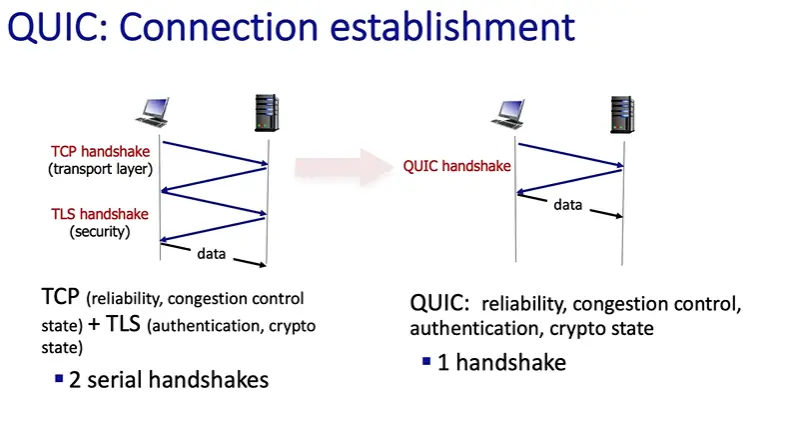 QUIC: Connection establishment
TCP handshake
(transport layer)
TLS handshake
(security)
data
QUIC handshake
data
TCP (reliability, congestion control
state) + TLS (authentication, crypto
state)
▪ 2 serial handshakes
QUIC: reliability, congestion control,
authentication, crypto state
▪ 1 handshake